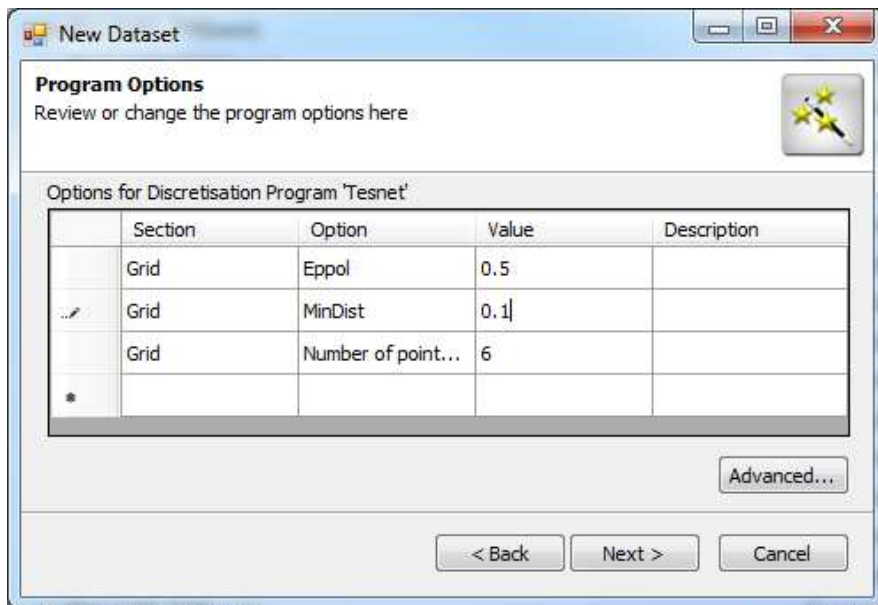 New Dataset
Program Options
Review or change the program options here
Options for Discretisation Program 'Tesnet'
Section Option Value Description
Grid Eppol 0.5
Grid MinDist 0.1
Grid Number of point... 6
Advanced...
< Back Next > Cancel